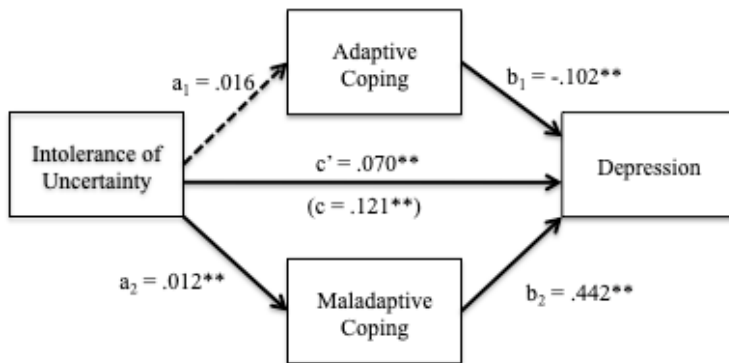 Adaptive
Coping
a₁ = .016
b₁ = -.102**
Intolerance of
Uncertainty
c’ = .070**
(c = .121**)
Depression
a₂ = .012**
Maladaptive
Coping
b₂ = .442**